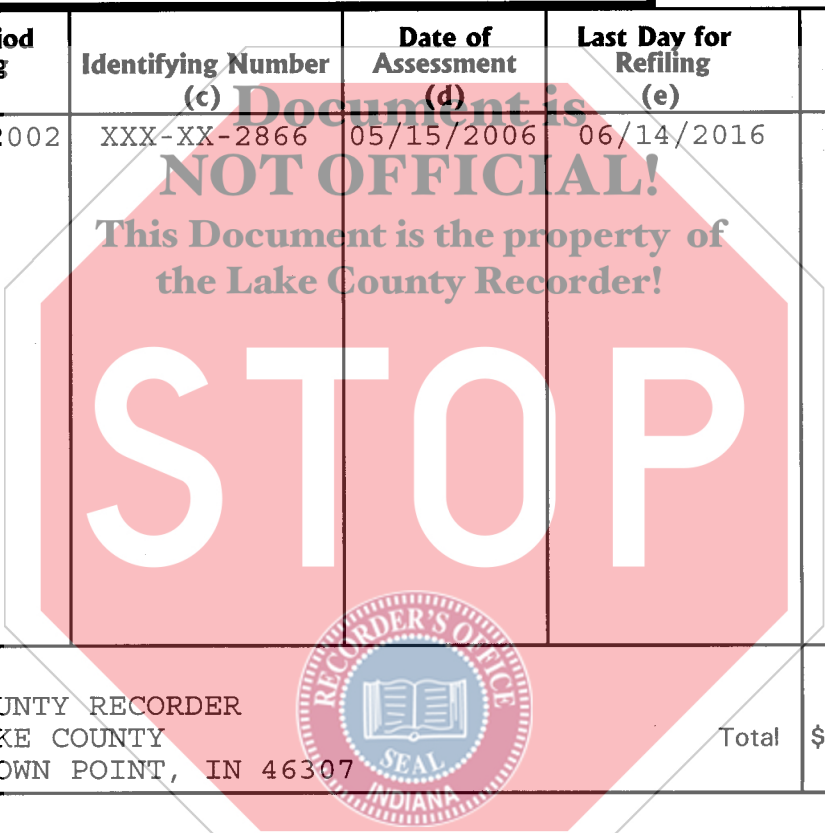 iod
g
Identifying Number
(c)
Date of
Assessment
(d)
Last Day for
Refiling
(e)
2002 XXX-XX-2866 05/15/2006 06/14/2016
Document is
NOT OFFICIAL!
This Document is the property of
the Lake County Recorder!
STOP
RECORDER'S OFFICE
SEAL
INDIANA
UNTY RECORDER
KE COUNTY
OWN POINT, IN 46307
Total $